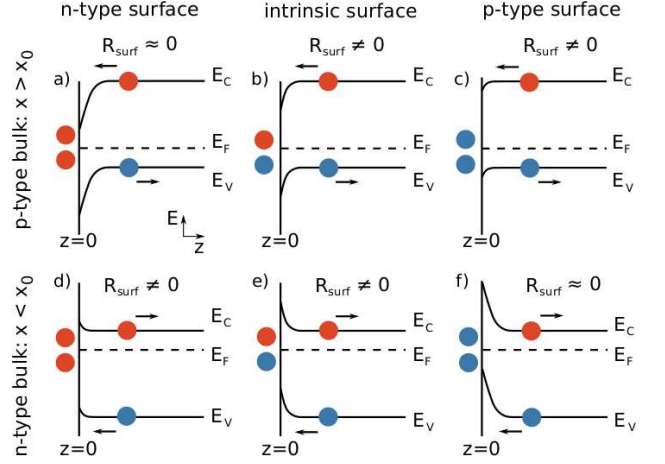 n-type surface intrinsic surface p-type surface
R_surf ≈ 0 R_surf ≠ 0 R_surf ≠ 0
p-type bulk: x > x_0
a) E_C b) E_C c) E_C
E_F E_F E_F
E_V E_V E_V
E
z
z=0 z=0 z=0
n-type bulk: x < x_0
d) R_surf ≠ 0 e) R_surf ≠ 0 f) R_surf ≈ 0
E_C E_C E_C
E_F E_F E_F
E_V E_V E_V
z=0 z=0 z=0